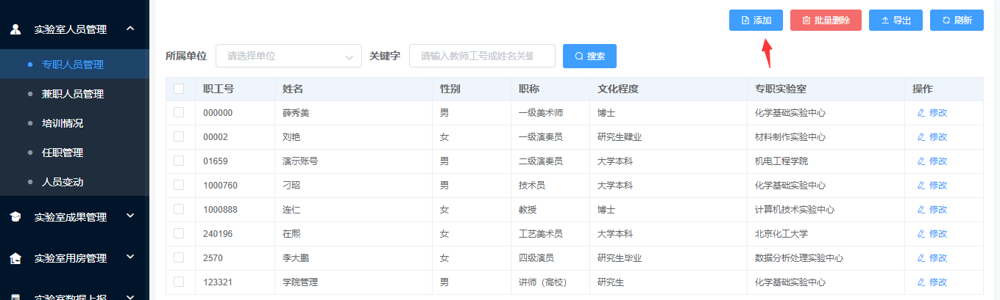 实验室人员管理
专职人员管理
兼职人员管理
培训情况
任职管理
人员变动
实验室成果管理
实验室用房管理
实验室数据上报
添加 批量删除 导出 刷新
所属单位 请选择单位 关键字 请输入教师工号或姓名关键 搜索
职工号 姓名 性别 职称 文化程度 专职实验室 操作
000000 薛秀美 男 一级美术师 博士 化学基础实验中心 修改
00002 刘艳 女 一级演奏员 研究生肄业 材料制作实验中心 修改
01659 演示账号 男 二级演奏员 大学本科 机电工程学院 修改
1000760 刁昭 男 技术员 大学本科 化学基础实验中心 修改
1000888 连仁 女 教授 博士 计算机技术实验中心 修改
240196 在熙 女 工艺美术员 大学本科 北京化工大学 修改
2570 李大鹏 女 四级演员 研究生毕业 数据分析处理实验中心 修改
123321 学院管理 男 讲师（高校） 研究生 化学基础实验中心 修改